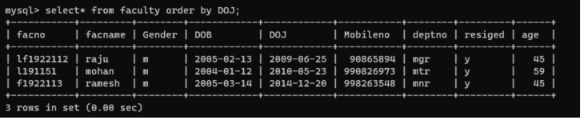 mysql> select* from faculty order by DOJ;
+-----------+---------+--------+------------+------------+-----------+--------+---------+------+
| facno | facname | Gender | DOB | DOJ | Mobileno | deptno | resiged | age |
+-----------+---------+--------+------------+------------+-----------+--------+---------+------+
| lf1922112 | raju | m | 2005-02-13 | 2009-06-25 | 90865894 | mgr | y | 45 |
| l191151 | mohan | m | 2004-01-12 | 2010-05-23 | 990826973 | mtr | y | 59 |
| f1922113 | ramesh | m | 2005-03-14 | 2014-12-20 | 998263548 | mnr | y | 45 |
+-----------+---------+--------+------------+------------+-----------+--------+---------+------+
3 rows in set (0.00 sec)